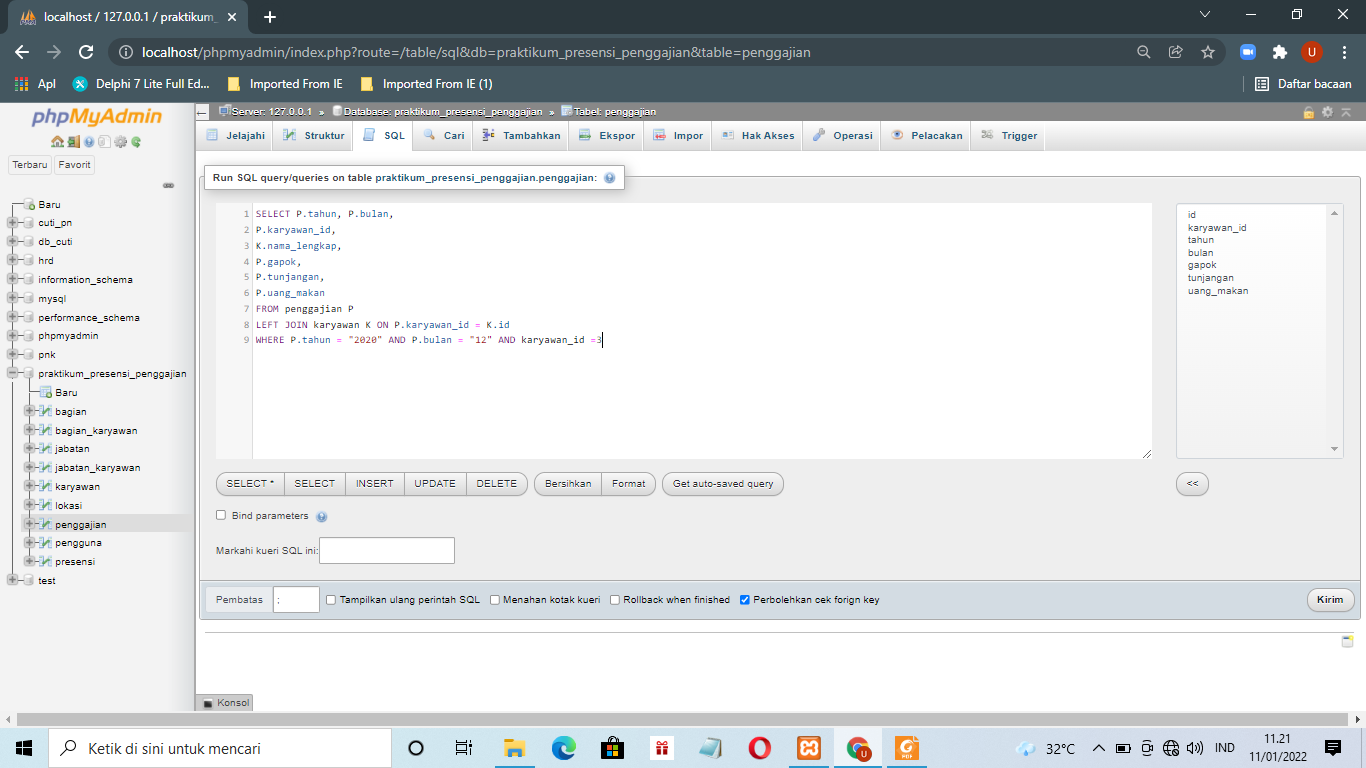 localhost / 127.0.0.1 / praktikum_
localhost/phpmyadmin/index.php?route=/table/sql&db=praktikum_presensi_penggajian&table=penggajian
U
Apl
Delphi 7 Lite Full Ed...
Imported From IE
Imported From IE (1)
Daftar bacaan
phpMyAdmin
Terbaru
Favorit
Baru
cuti_pn
db_cuti
hrd
information_schema
mysql
performance_schema
phpmyadmin
pnk
praktikum_presensi_penggajian
Baru
bagian
bagian_karyawan
jabatan
jabatan_karyawan
karyawan
lokasi
penggajian
pengguna
presensi
test
Server: 127.0.0.1 » Database: praktikum_presensi_penggajian » Tabel: penggajian
Jelajahi
Struktur
SQL
Cari
Tambahkan
Ekspor
Impor
Hak Akses
Operasi
Pelacakan
Trigger
Run SQL query/queries on table praktikum_presensi_penggajian.penggajian:
1 SELECT P.tahun, P.bulan,
2 P.karyawan_id,
3 K.nama_lengkap,
4 P.gapok,
5 P.tunjangan,
6 P.uang_makan
7 FROM penggajian P
8 LEFT JOIN karyawan K ON P.karyawan_id = K.id
9 WHERE P.tahun = "2020" AND P.bulan = "12" AND karyawan_id =3
id
karyawan_id
tahun
bulan
gapok
tunjangan
uang_makan
SELECT *
SELECT
INSERT
UPDATE
DELETE
Bersihkan
Format
Get auto-saved query
<<
Bind parameters
Markahi kueri SQL ini:
Pembatas
;
Tampilkan ulang perintah SQL
Menahan kotak kueri
Rollback when finished
Perbolehkan cek forign key
Kirim
Konsol
Ketik di sini untuk mencari
32°C
IND
11.21
11/01/2022